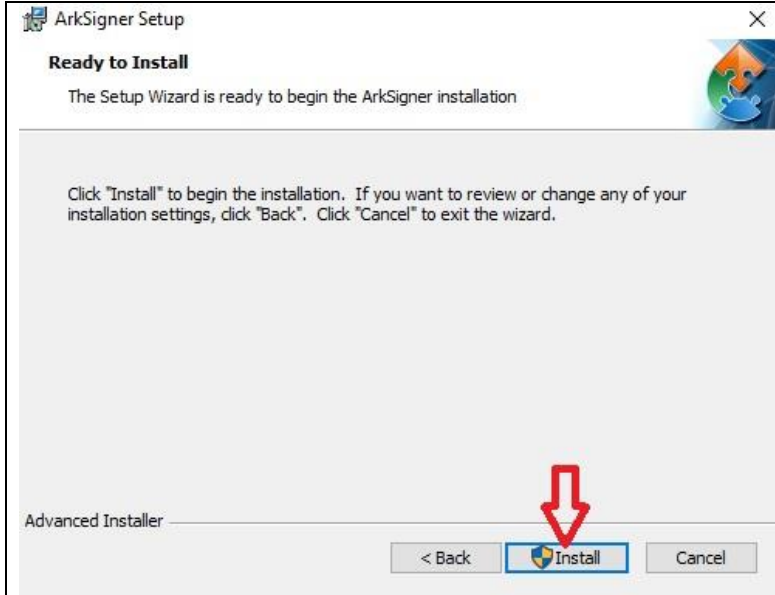 ArkSigner Setup
Ready to Install
The Setup Wizard is ready to begin the ArkSigner installation
Click "Install" to begin the installation. If you want to review or change any of your
installation settings, click "Back". Click "Cancel" to exit the wizard.
Advanced Installer
< Back
Install
Cancel